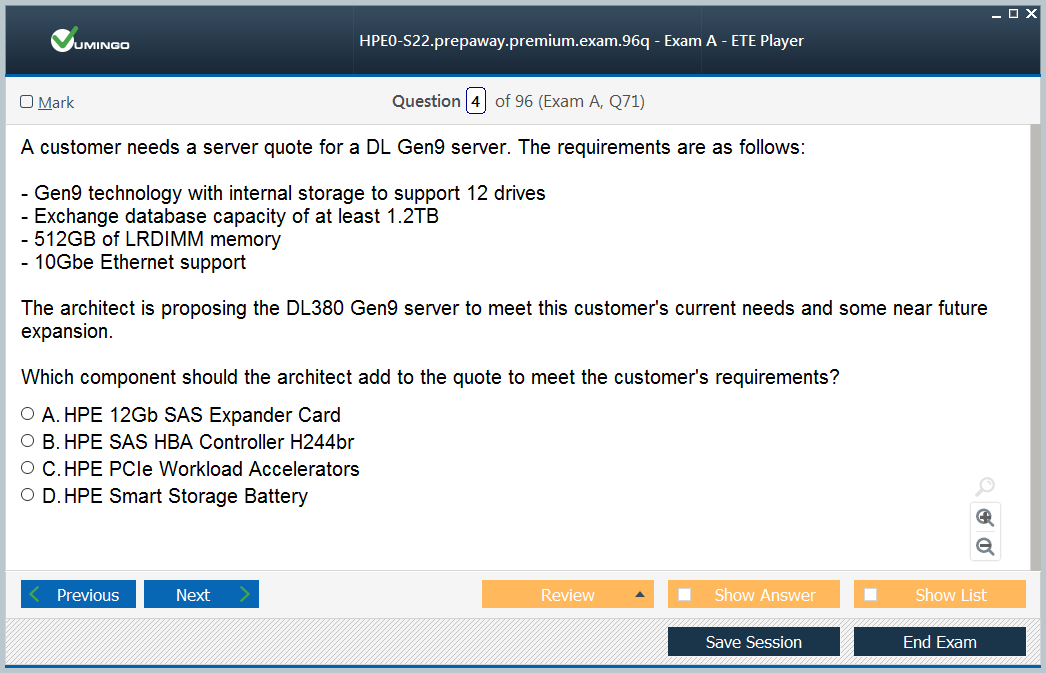 VUMINGO
HPE0-S22.prepaway.premium.exam.96q - Exam A - ETE Player
Mark
Question 4 of 96 (Exam A, Q71)
A customer needs a server quote for a DL Gen9 server. The requirements are as follows:
- Gen9 technology with internal storage to support 12 drives
- Exchange database capacity of at least 1.2TB
- 512GB of LRDIMM memory
- 10Gbe Ethernet support
The architect is proposing the DL380 Gen9 server to meet this customer's current needs and some near future
expansion.
Which component should the architect add to the quote to meet the customer's requirements?
A. HPE 12Gb SAS Expander Card
B. HPE SAS HBA Controller H244br
C. HPE PCIe Workload Accelerators
D. HPE Smart Storage Battery
Previous
Next
Review
Show Answer
Show List
Save Session
End Exam